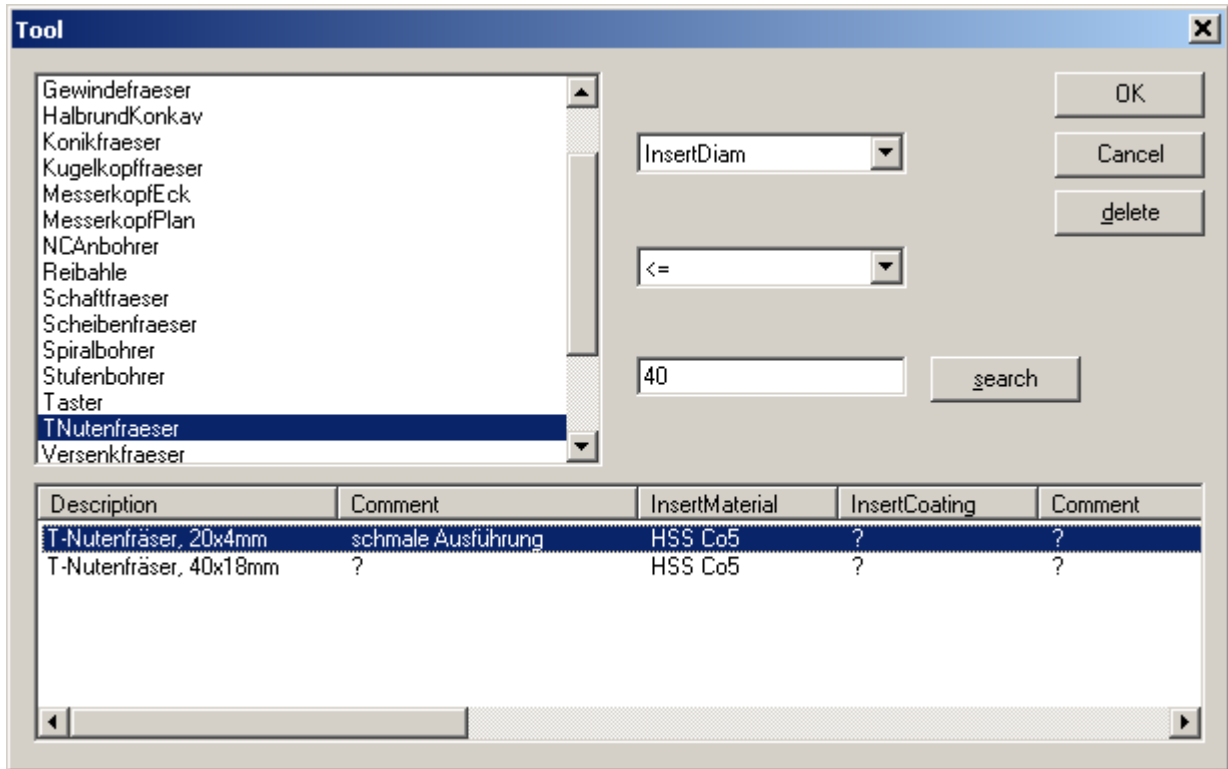 Tool
Gewindefraeser
HalbrundKonkav
Konikfraeser
Kugelkopffraeser
MesserkopfEck
MesserkopfPlan
NCAnbohrer
Reibahle
Schaftfraeser
Scheibenfraeser
Spiralbohrer
Stufenbohrer
Taster
TNutenfraeser
Versenkfraeser
InsertDiam
<=
40
search
OK
Cancel
delete
Description Comment InsertMaterial InsertCoating Comment
T-Nutenfräser, 20x4mm schmale Ausführung HSS Co5 ? ?
T-Nutenfräser, 40x18mm ? HSS Co5 ? ?